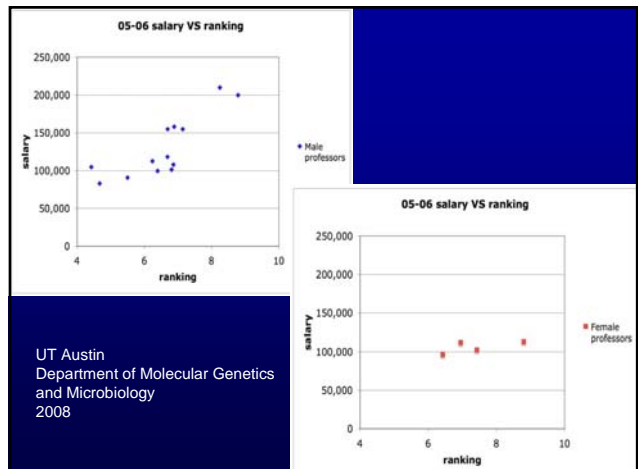 05-06 salary VS ranking
250,000
200,000
150,000
100,000
50,000
0
salary
4 6 8 10
ranking
Male
professors
05-06 salary VS ranking
250,000
200,000
150,000
100,000
50,000
0
salary
4 6 8 10
ranking
Female
professors
UT Austin
Department of Molecular Genetics
and Microbiology
2008